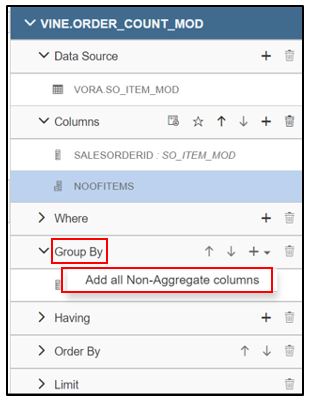 VINE.ORDER_COUNT_MOD
Data Source
VORA.SO_ITEM_MOD
Columns
SALESORDERID : SO_ITEM_MOD
NOOFITEMS
Where
Group By
Add all Non-Aggregate columns
Having
Order By
Limit